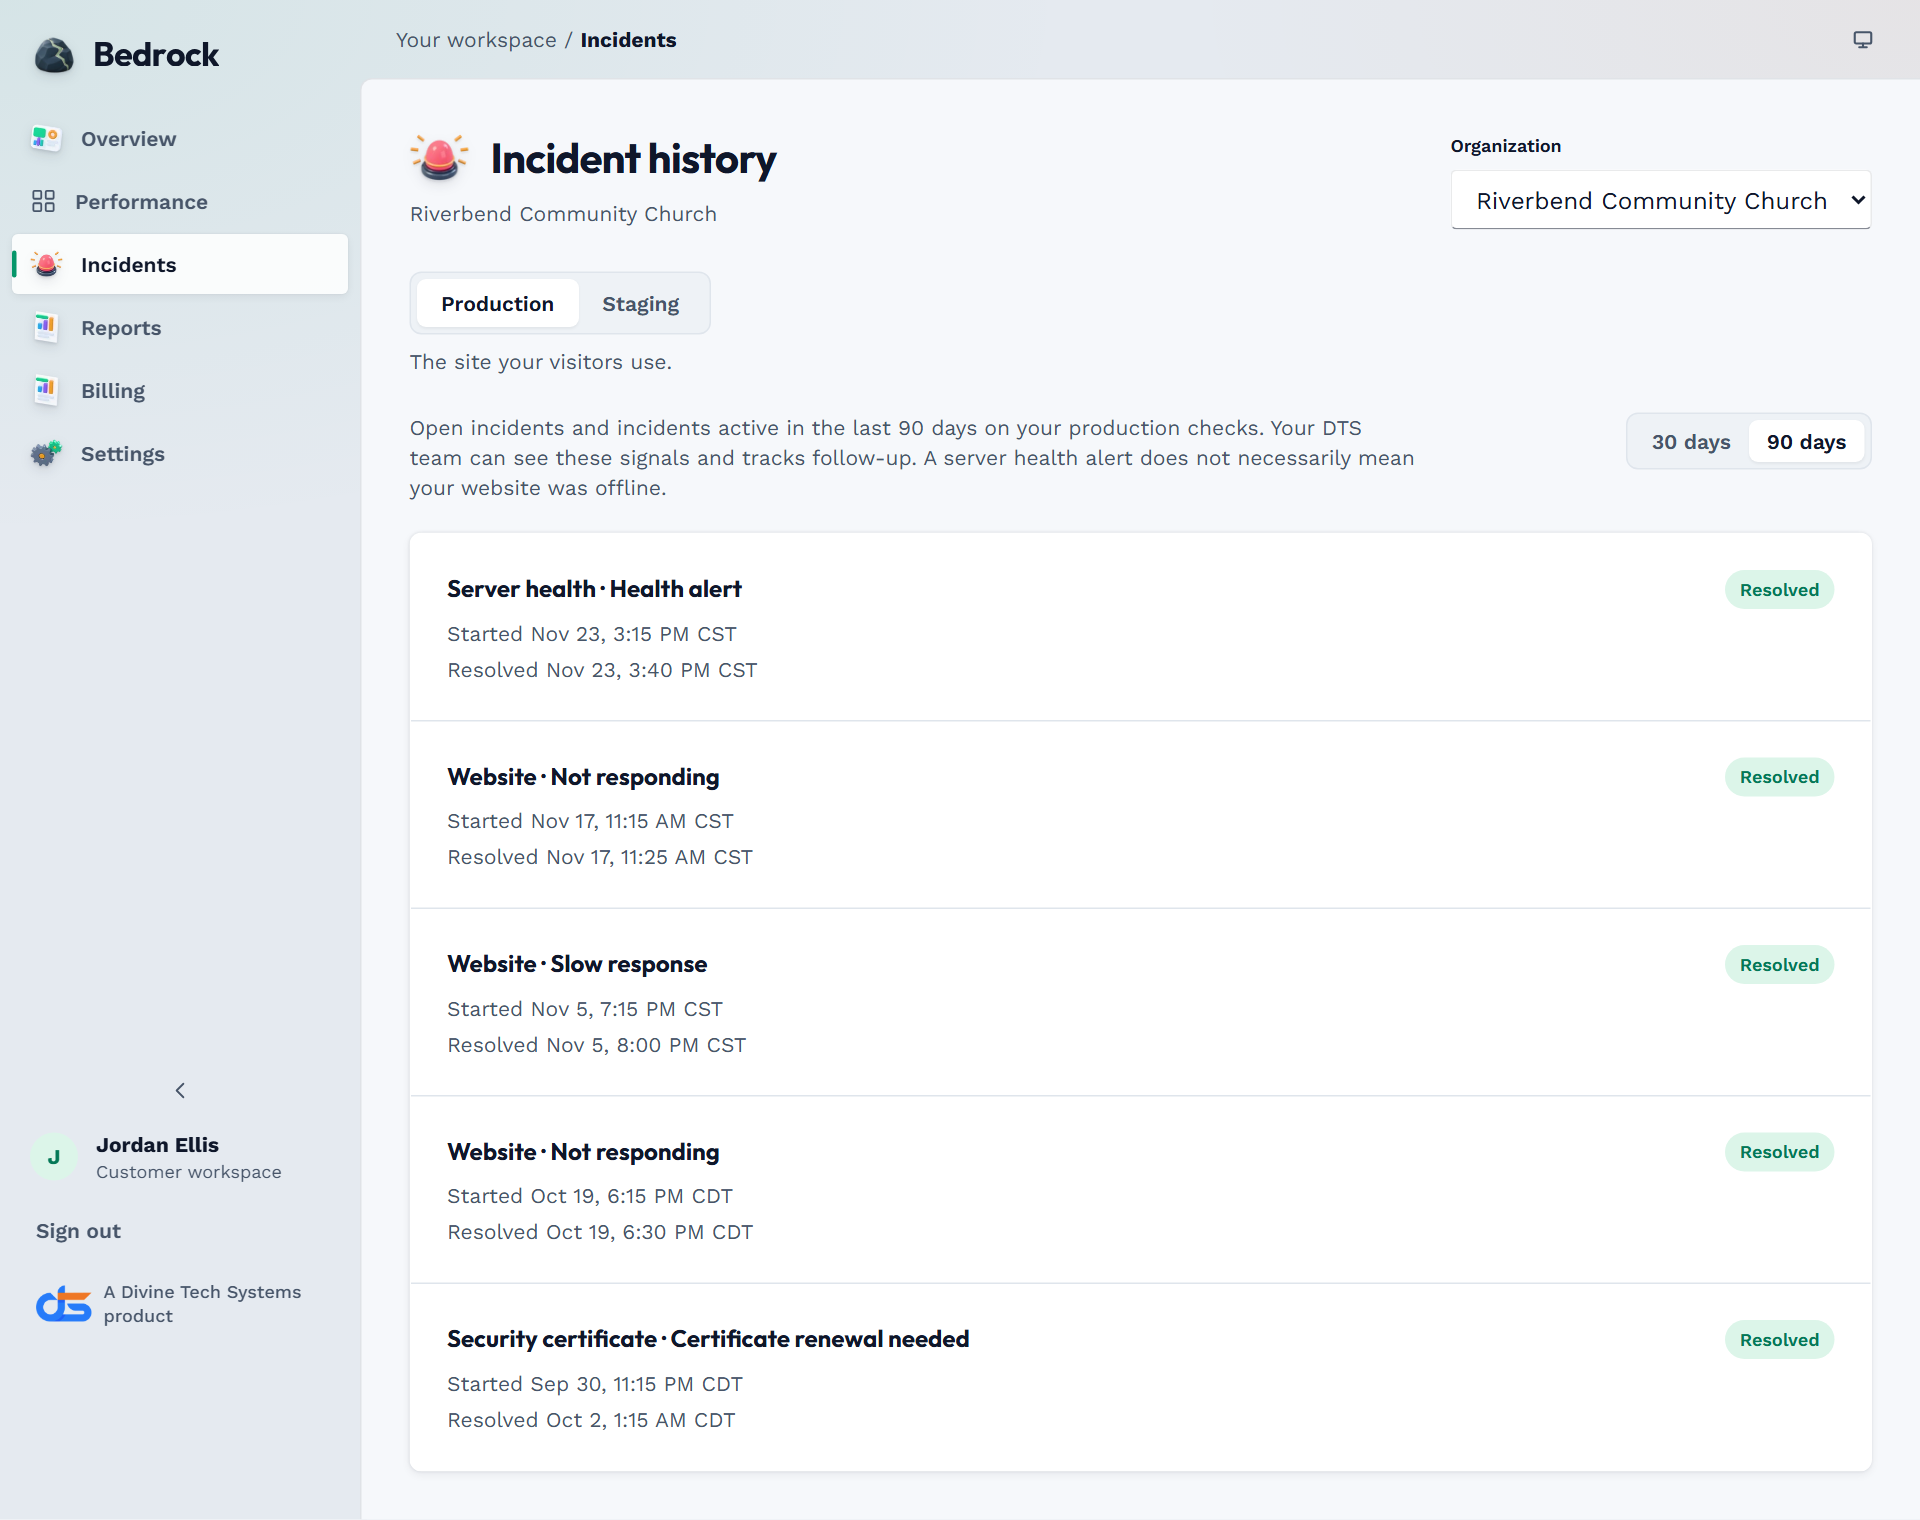 Bedrock
Overview
Performance
Incidents
Reports
Billing
Settings
J
Jordan Ellis
Customer workspace
Sign out
A Divine Tech Systems
product
Your workspace / Incidents
Incident history
Riverbend Community Church
Organization
Riverbend Community Church
Production
Staging
The site your visitors use.
Open incidents and incidents active in the last 90 days on your production checks. Your DTS
team can see these signals and tracks follow-up. A server health alert does not necessarily mean
your website was offline.
30 days
90 days
Server health · Health alert
Resolved
Started Nov 23, 3:15 PM CST
Resolved Nov 23, 3:40 PM CST
Website · Not responding
Resolved
Started Nov 17, 11:15 AM CST
Resolved Nov 17, 11:25 AM CST
Website · Slow response
Resolved
Started Nov 5, 7:15 PM CST
Resolved Nov 5, 8:00 PM CST
Website · Not responding
Resolved
Started Oct 19, 6:15 PM CDT
Resolved Oct 19, 6:30 PM CDT
Security certificate · Certificate renewal needed
Resolved
Started Sep 30, 11:15 PM CDT
Resolved Oct 2, 1:15 AM CDT